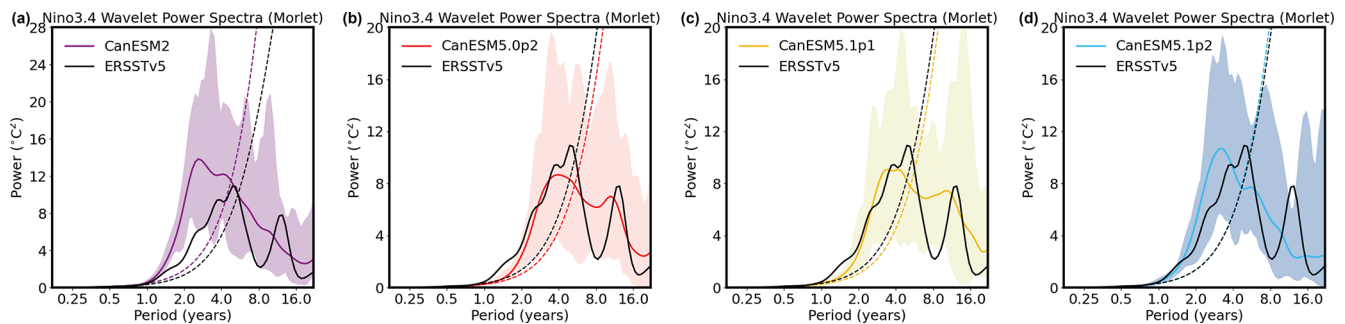 (a) Nino3.4 Wavelet Power Spectra (Morlet)
28
24
20
16
12
8
4
0
Power (°C²)
CanESM2
ERSSTv5
0.25 0.5 1.0 2.0 4.0 8.0 16.0
Period (years)
(b) Nino3.4 Wavelet Power Spectra (Morlet)
20
16
12
8
4
0
Power (°C²)
CanESM5.0p2
ERSSTv5
0.25 0.5 1.0 2.0 4.0 8.0 16.0
Period (years)
(c) Nino3.4 Wavelet Power Spectra (Morlet)
20
16
12
8
4
0
Power (°C²)
CanESM5.1p1
ERSSTv5
0.25 0.5 1.0 2.0 4.0 8.0 16.0
Period (years)
(d) Nino3.4 Wavelet Power Spectra (Morlet)
20
16
12
8
4
0
Power (°C²)
CanESM5.1p2
ERSSTv5
0.25 0.5 1.0 2.0 4.0 8.0 16.0
Period (years)